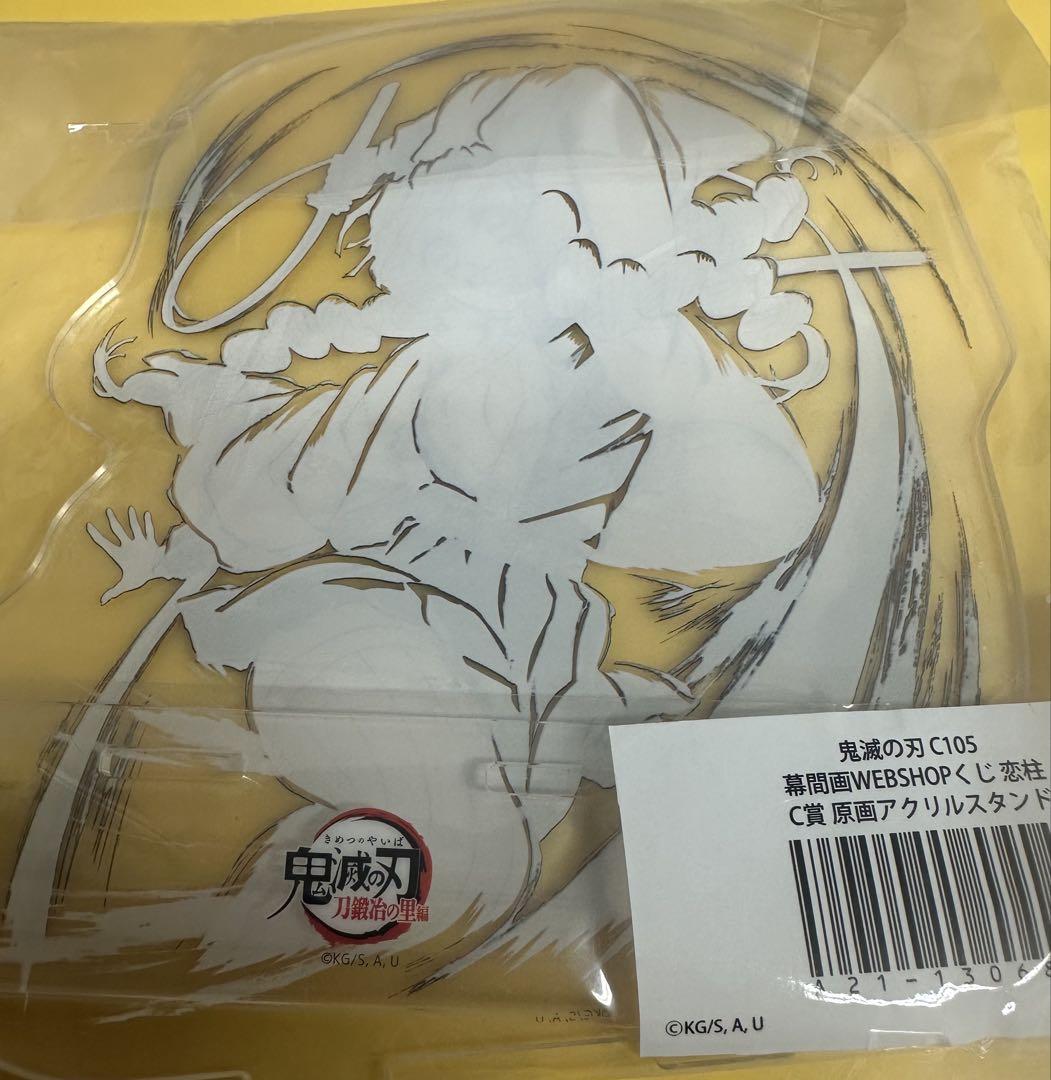 鬼滅の刃 C105
幕間画WEBSHOPくじ 恋柱
C賞 原画アクリルスタンド
A21-13068
©KG/S, A, U
きめつのやいば
鬼滅の刃
刀鍛冶の里編
©KG/S, A, U